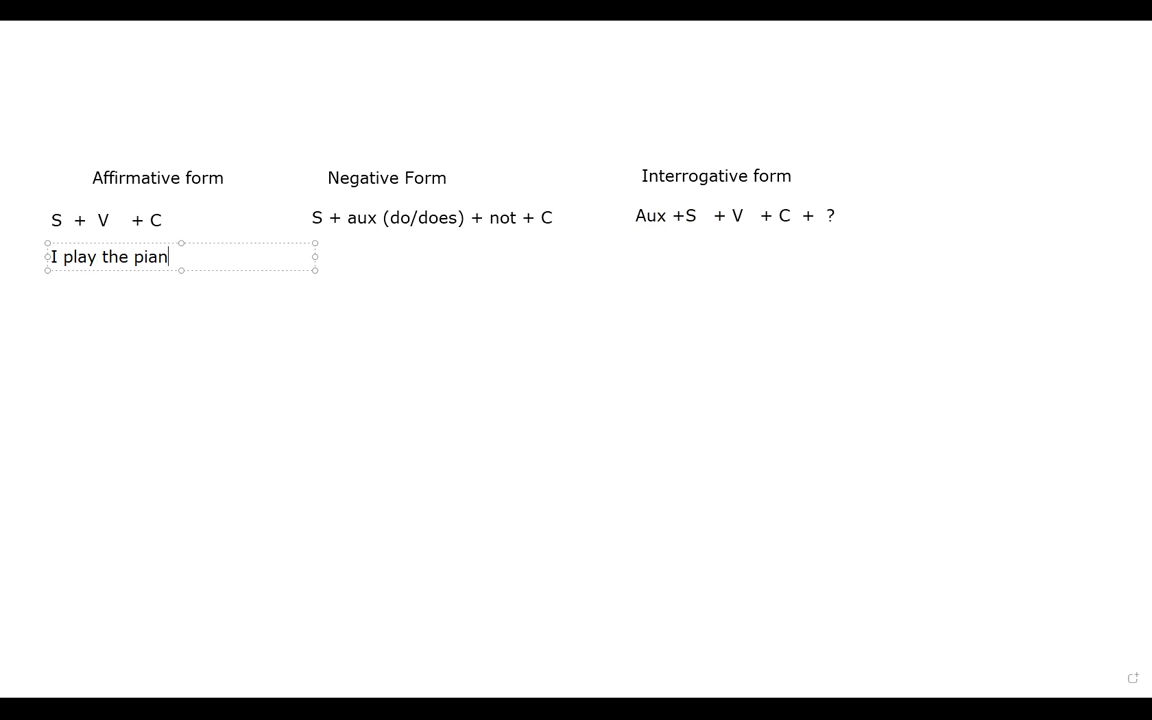 Affirmative form
S + V + C
I play the pian
Negative Form
S + aux (do/does) + not + C
Interrogative form
Aux +S + V + C + ?